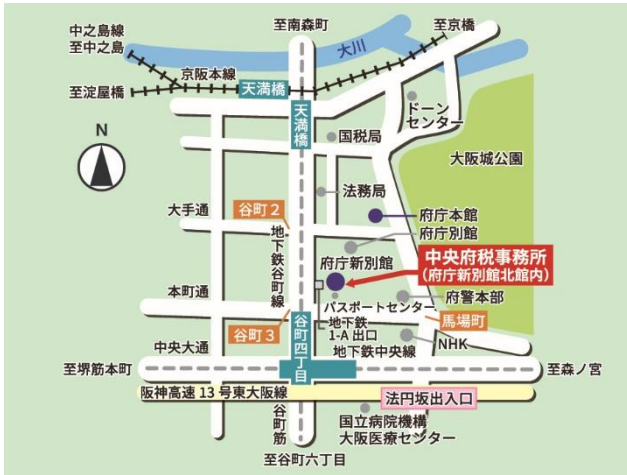 中之島線
至中之島
至南森町
大川
至京橋
京阪本線
至淀屋橋
天満橋
天満橋
ドーン
センター
国税局
N
大阪城公園
法務局
大手通
谷町2
府庁本館
府庁別館
地下鉄谷町線
府庁新別館
中央府税事務所
(府庁新別館北館内)
パスポートセンター
府警本部
本町通
谷町3
地下鉄
1-A出口
馬場町
谷町四丁目
NHK
中央大通
地下鉄中央線
至堺筋本町
至森ノ宮
阪神高速13号東大阪線
法円坂出入口
谷町筋
国立病院機構
大阪医療センター
至谷町六丁目